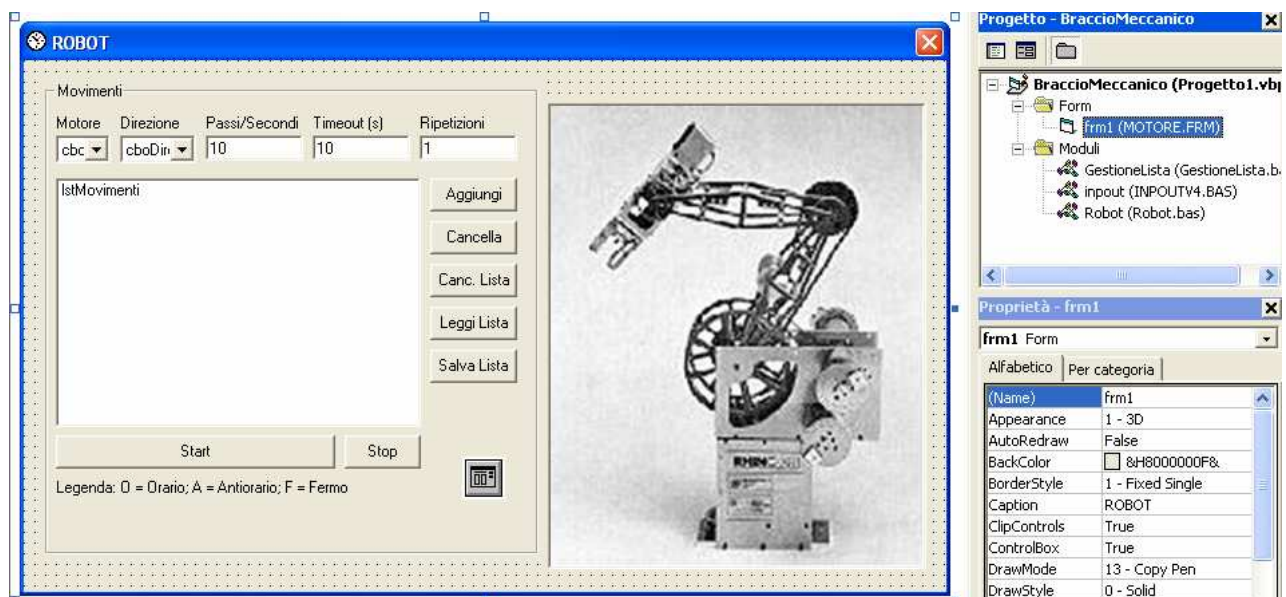 ROBOT
Movimenti
Motore Direzione Passi/Secondi Timeout (s) Ripetizioni
cbc cboDir 10 10 1
lstMovimenti
Aggiungi
Cancella
Canc. Lista
Leggi Lista
Salva Lista
Start Stop
Legenda: O = Orario; A = Antiorario; F = Fermo
RHINO
Progetto - BraccioMeccanico
BraccioMeccanico (Progetto1.vbp
Form
frm1 (MOTORE.FRM)
Moduli
GestioneLista (GestioneLista.b
inpout (INPOUTV4.BAS)
Robot (Robot.bas)
Proprietà - frm1
frm1 Form
Alfabetico Per categoria
(Name) frm1
Appearance 1 - 3D
AutoRedraw False
BackColor &H8000000F&
BorderStyle 1 - Fixed Single
Caption ROBOT
ClipControls True
ControlBox True
DrawMode 13 - Copy Pen
DrawStyle 0 - Solid